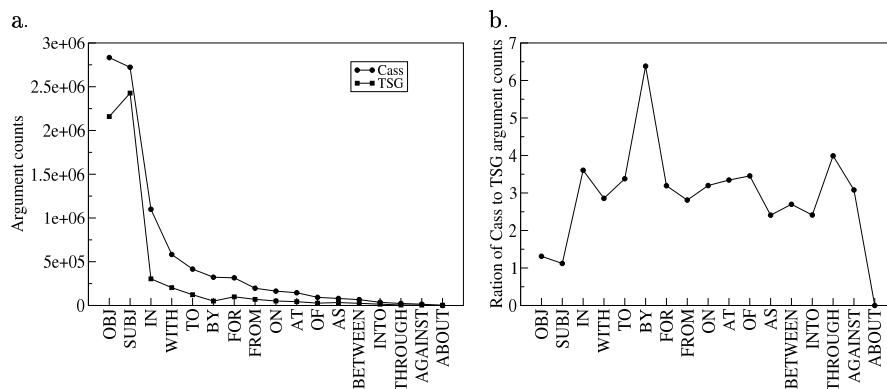 a.
3e+06
2.5e+06
2e+06
1.5e+06
1e+06
5e+05
0
Argument counts
Cass
TSG
OBJ
SUBJ
IN
WITH
TO
BY
FOR
FROM
ON
AT
OF
AS
BETWEEN
INTO
THROUGH
AGAINST
ABOUT
b.
7
6
5
4
3
2
1
0
Ration of Cass to TSG argument counts
OBJ
SUBJ
IN
WITH
TO
BY
FOR
FROM
ON
AT
OF
AS
BETWEEN
INTO
THROUGH
AGAINST
ABOUT